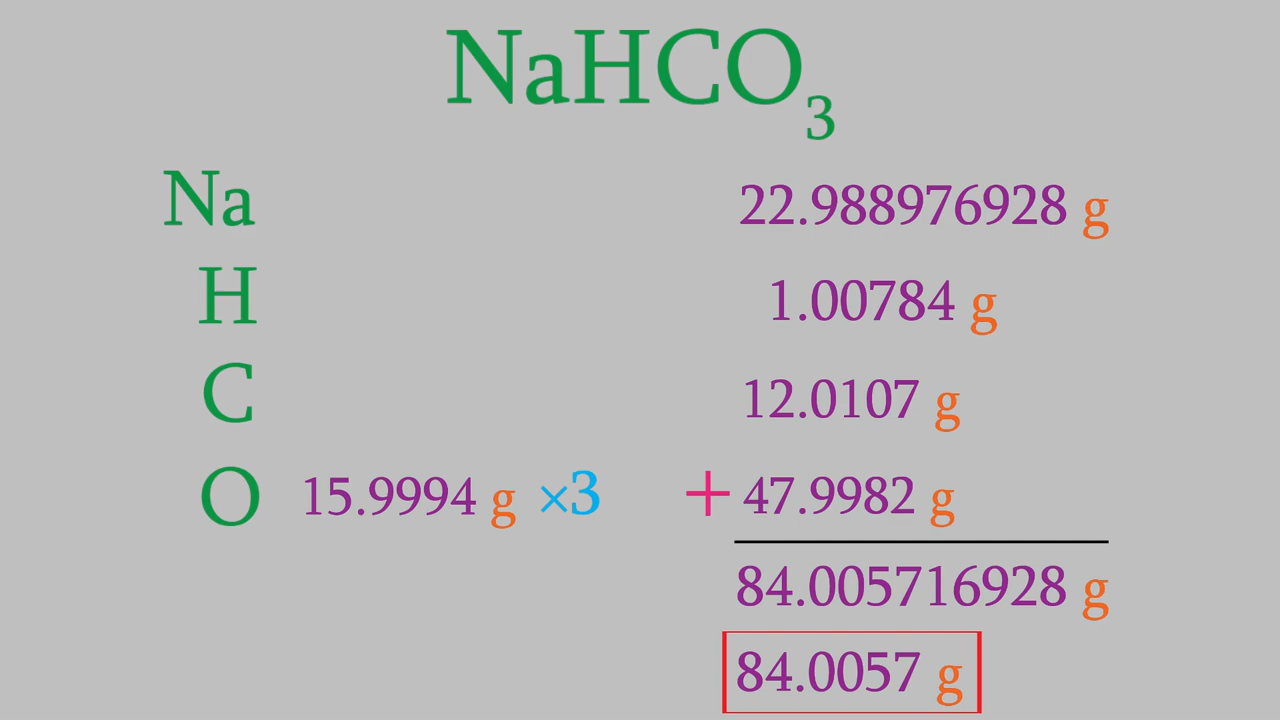 NaHCO₃
Na 22.988976928 g
H 1.00784 g
C 12.0107 g
O 15.9994 g ×3 + 47.9982 g
84.005716928 g
84.0057 g